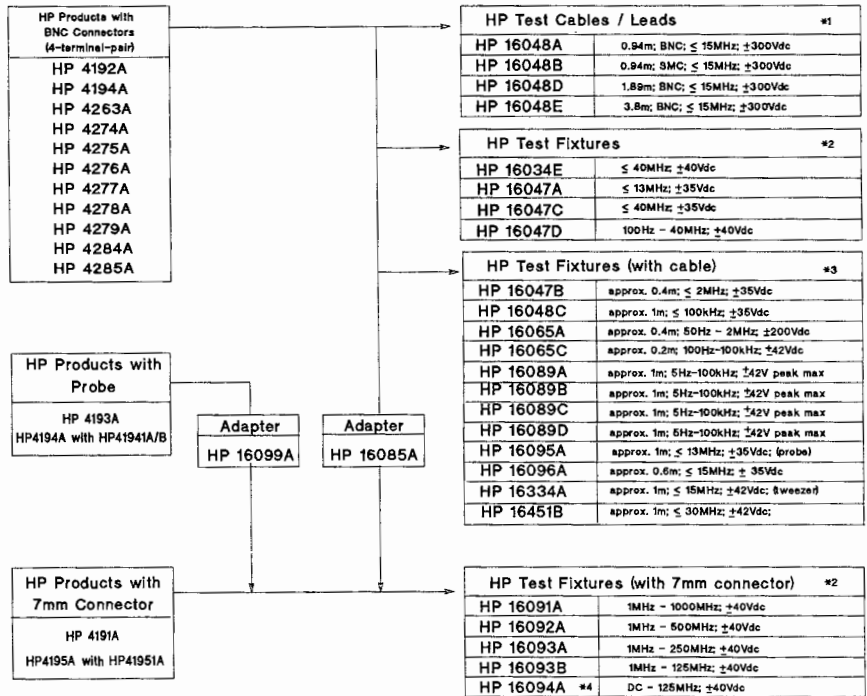 HP Products with
BNC Connectors
(4-terminal-pair)
HP 4192A
HP 4194A
HP 4263A
HP 4274A
HP 4275A
HP 4276A
HP 4277A
HP 4278A
HP 4279A
HP 4284A
HP 4285A
HP Products with
Probe
HP 4193A
HP4194A with HP41941A/B
Adapter
HP 16099A
Adapter
HP 16085A
HP Products with
7mm Connector
HP 4191A
HP4195A with HP41951A
HP Test Cables / Leads *1
HP 16048A 0.94m; BNC; ≤ 15MHz; ±300Vdc
HP 16048B 0.94m; SMC; ≤ 15MHz; ±300Vdc
HP 16048D 1.89m; BNC; ≤ 15MHz; ±300Vdc
HP 16048E 3.8m; BNC; ≤ 15MHz; ±300Vdc
HP Test Fixtures *2
HP 16034E ≤ 40MHz; ±40Vdc
HP 16047A ≤ 13MHz; ±35Vdc
HP 16047C ≤ 40MHz; ±35Vdc
HP 16047D 100Hz - 40MHz; ±40Vdc
HP Test Fixtures (with cable) *3
HP 16047B approx. 0.4m; ≤ 2MHz; ±35Vdc
HP 16048C approx. 1m; ≤ 100kHz; ±35Vdc
HP 16065A approx. 0.4m; 50Hz - 2MHz; ±200Vdc
HP 16065C approx. 0.2m; 100Hz-100kHz; ±42Vdc
HP 16089A approx. 1m; 5Hz-100kHz; ±42V peak max
HP 16089B approx. 1m; 5Hz-100kHz; ±42V peak max
HP 16089C approx. 1m; 5Hz-100kHz; ±42V peak max
HP 16089D approx. 1m; 5Hz-100kHz; ±42V peak max
HP 16095A approx. 1m; ≤ 13MHz; ±35Vdc; (probe)
HP 16096A approx. 0.6m; ≤ 15MHz; ± 35Vdc
HP 16334A approx. 1m; ≤ 15MHz; ±42Vdc; (tweezer)
HP 16451B approx. 1m; ≤ 30MHz; ±42Vdc;
HP Test Fixtures (with 7mm connector) *2
HP 16091A 1MHz - 1000MHz; ±40Vdc
HP 16092A 1MHz - 500MHz; ±40Vdc
HP 16093A 1MHz - 250MHz; ±40Vdc
HP 16093B 1MHz - 125MHz; ±40Vdc
HP 16094A *4 DC - 125MHz; ±40Vdc